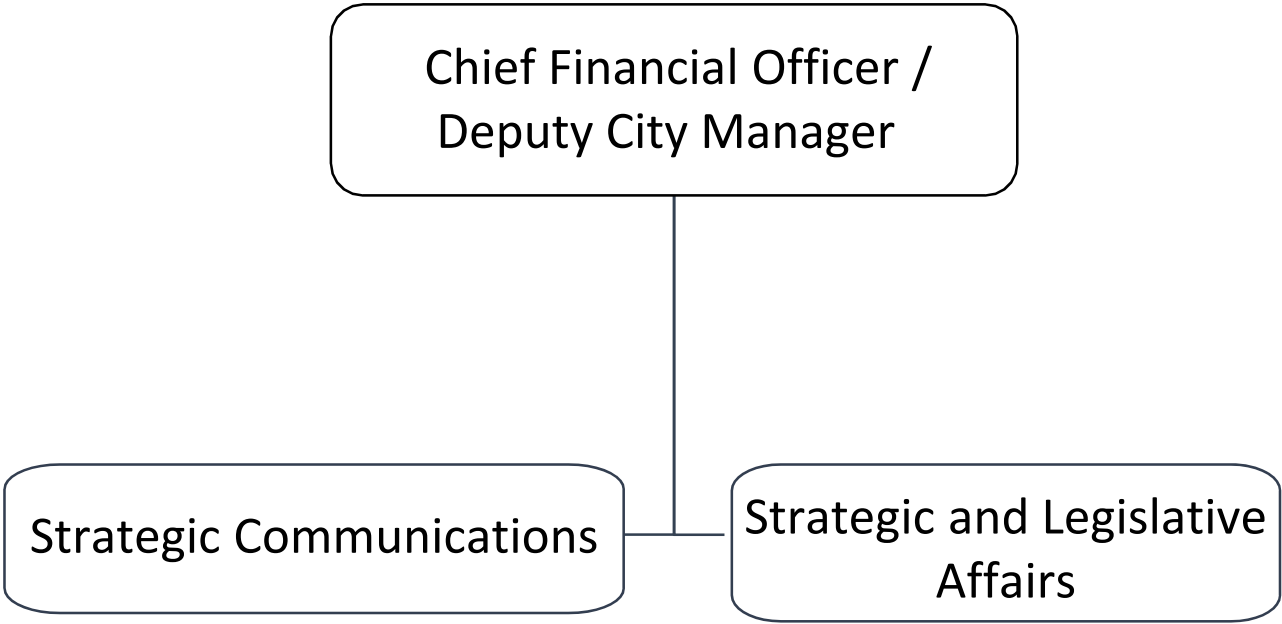 Chief Financial Officer /
Deputy City Manager
Strategic Communications
Strategic and Legislative
Affairs